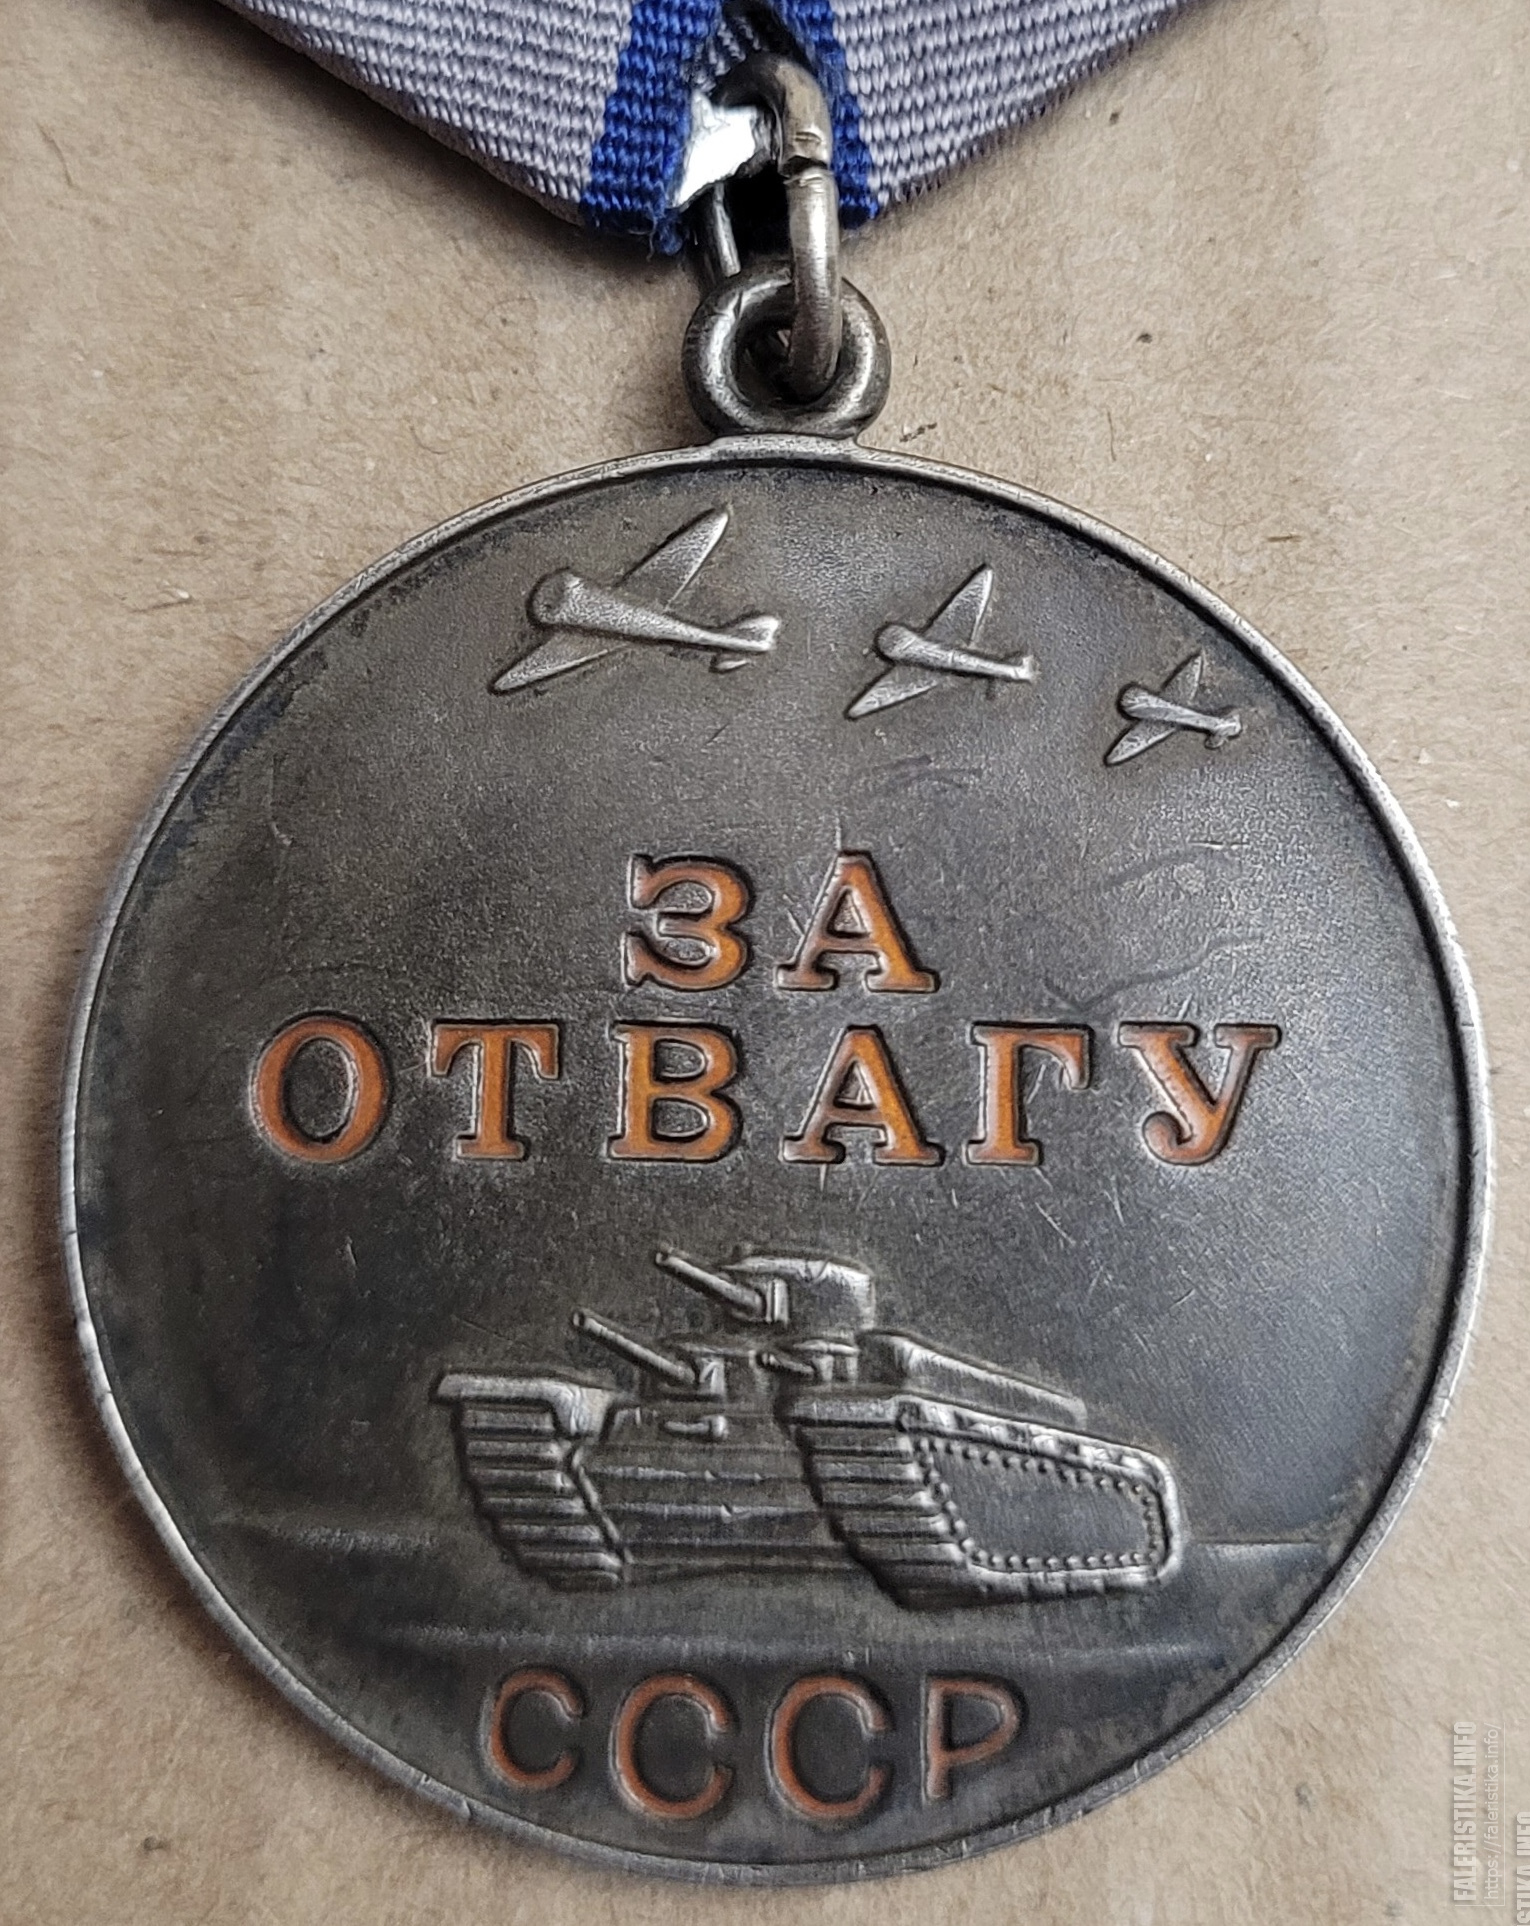 ЗА
ОТВАГУ
СССР
FALERISTIKA.INFO
https://faleristika.info/